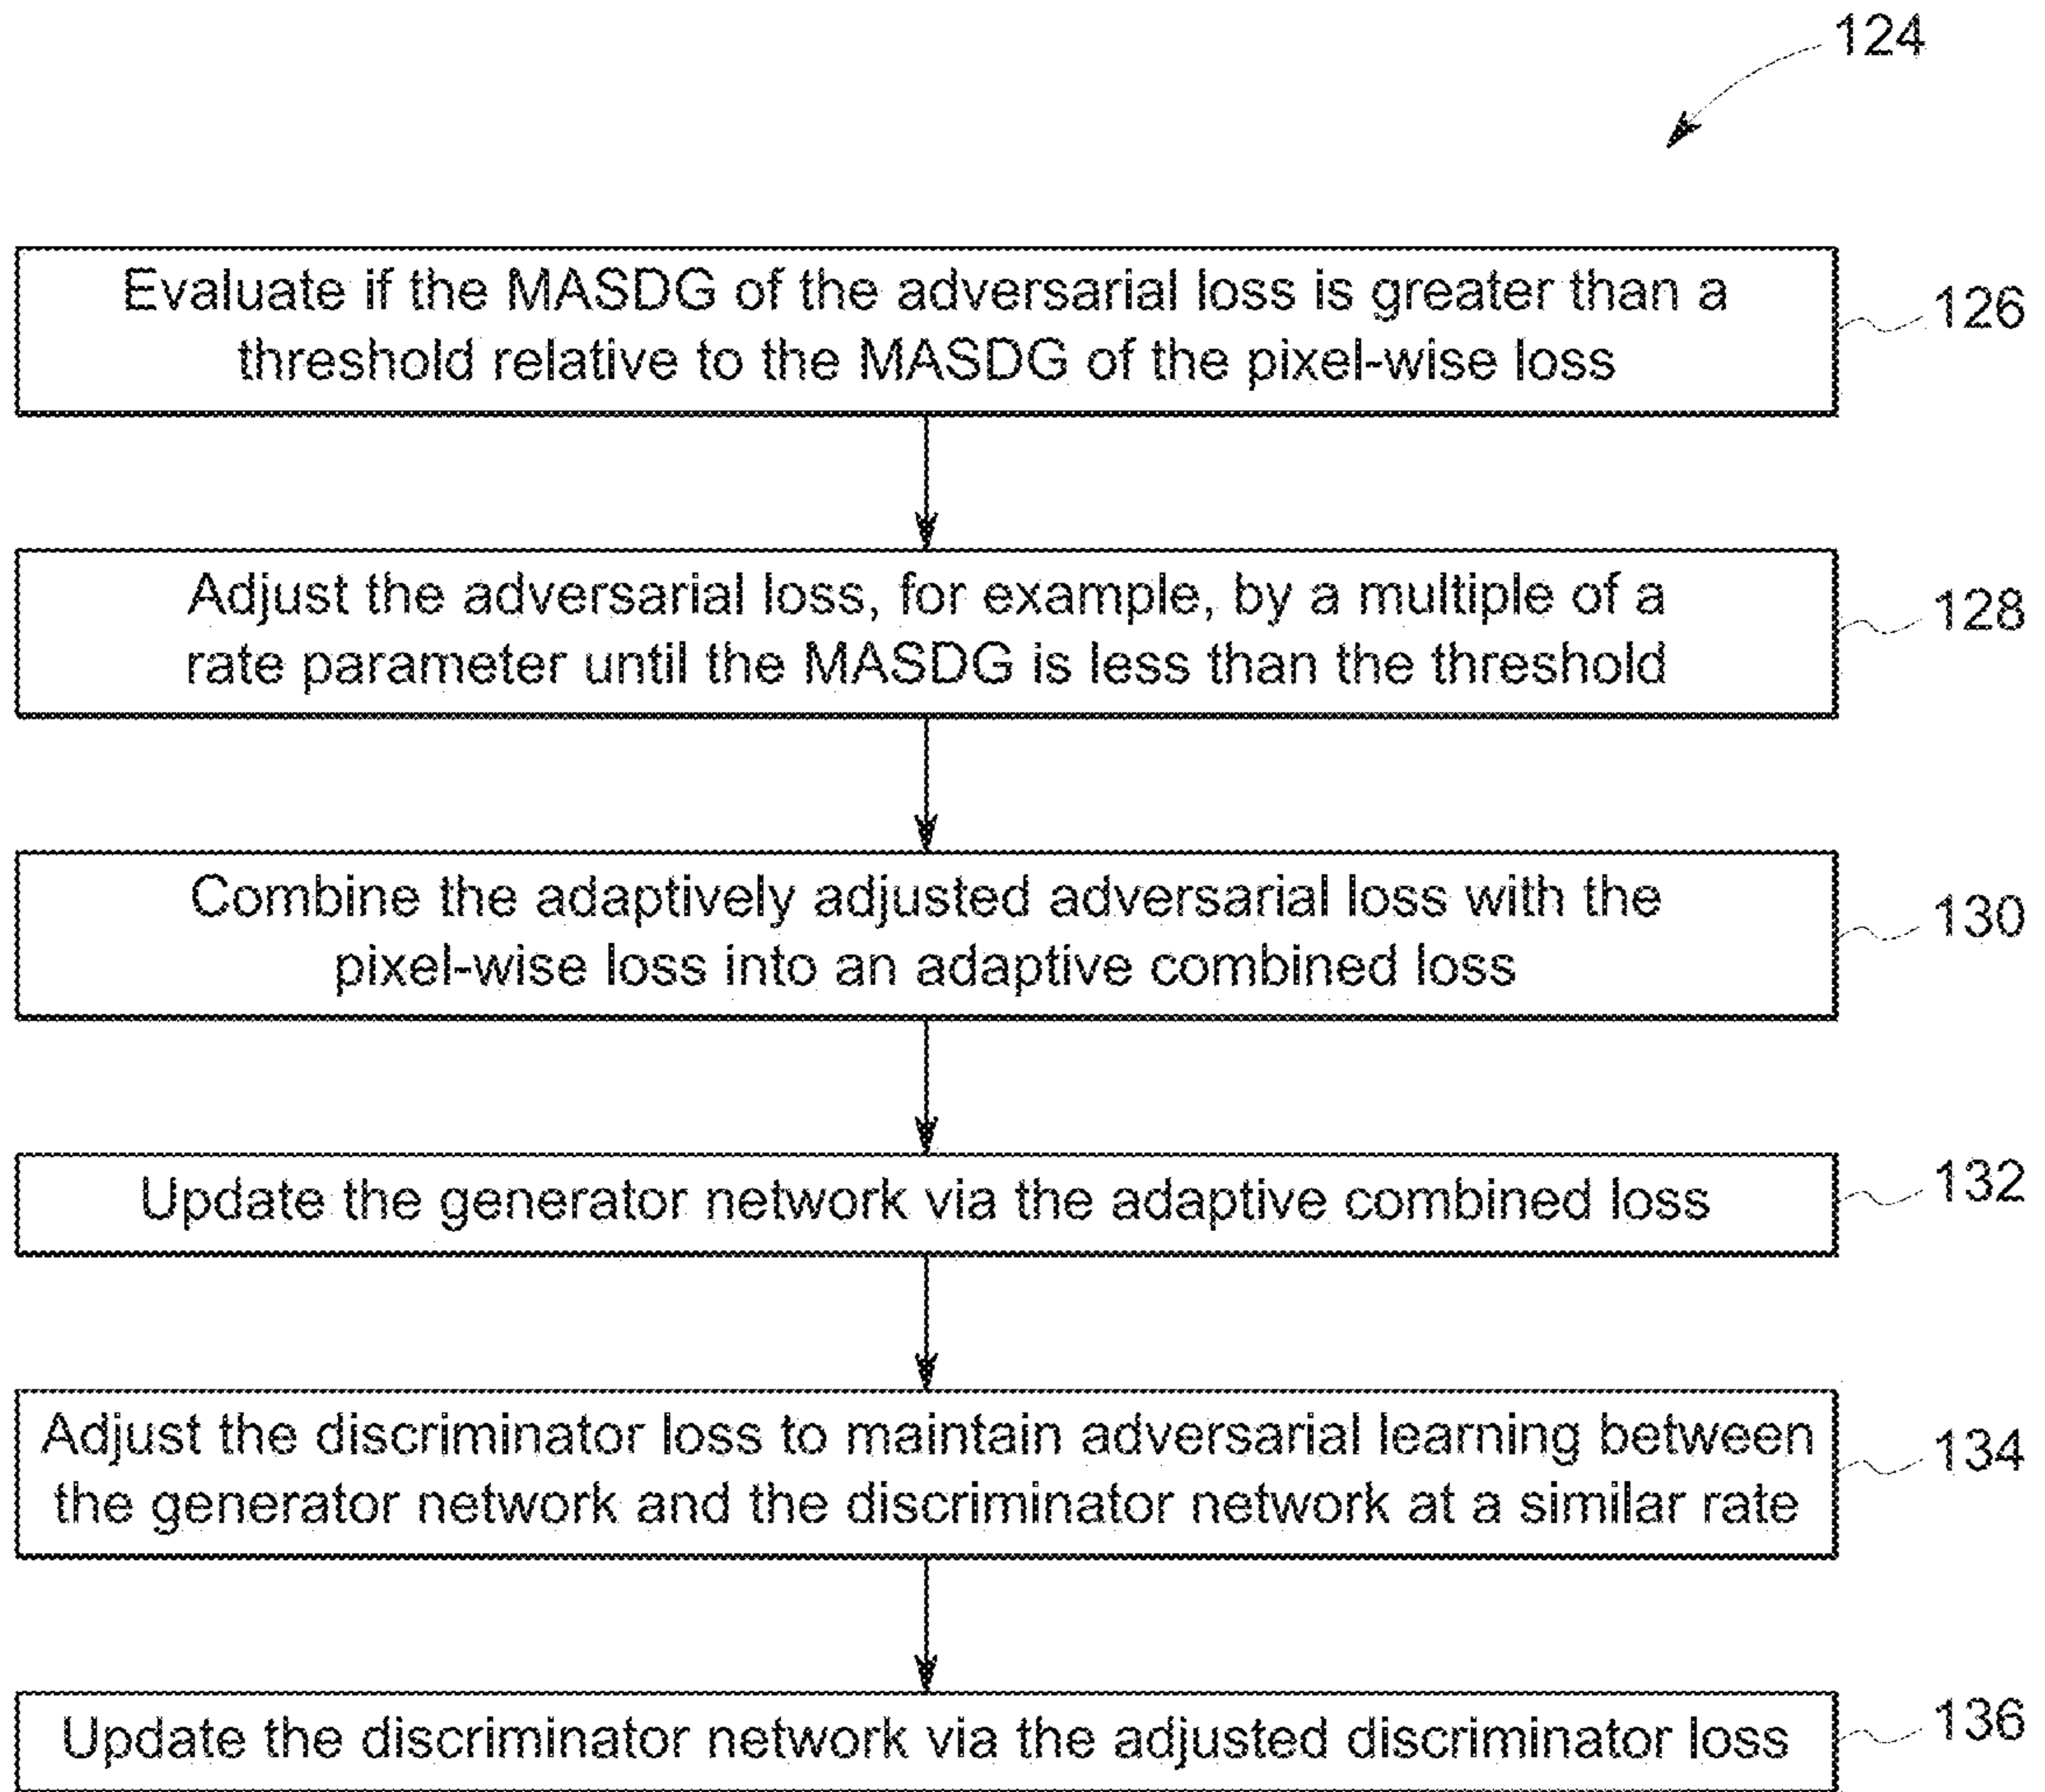 124
Evaluate if the MASDG of the adversarial loss is greater than a
threshold relative to the MASDG of the pixel-wise loss
126
Adjust the adversarial loss, for example, by a multiple of a
rate parameter until the MASDG is less than the threshold
128
Combine the adaptively adjusted adversarial loss with the
pixel-wise loss into an adaptive combined loss
130
Update the generator network via the adaptive combined loss
132
Adjust the discriminator loss to maintain adversarial learning between
the generator network and the discriminator network at a similar rate
134
Update the discriminator network via the adjusted discriminator loss
136